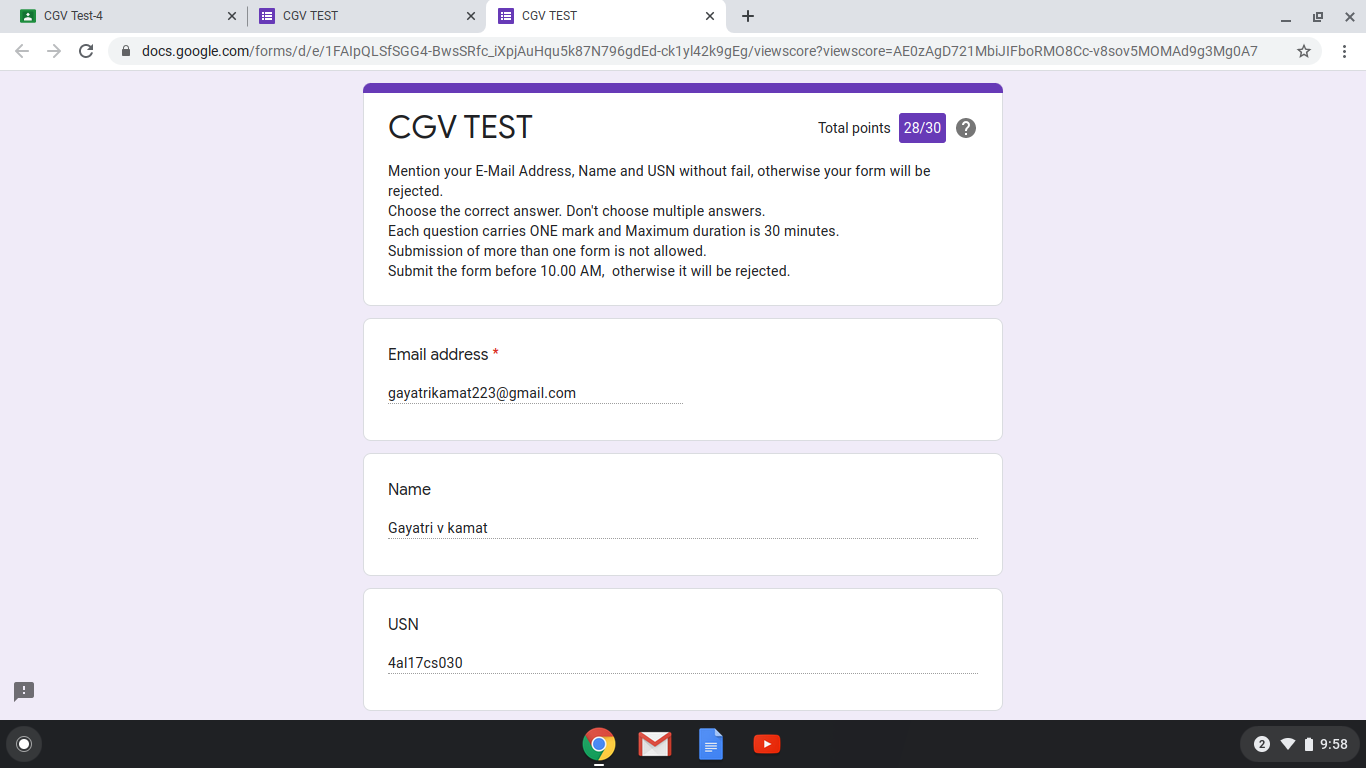 CGV Test-4
CGV TEST
CGV TEST
docs.google.com/forms/d/e/1FAIpQLSfSGG4-BwsSRfc_iXpjAuHqu5k87N796gdEd-ck1yl42k9gEg/viewscore?viewscore=AE0zAgD721MbiJIFboRMO8Cc-v8sov5MOMAd9g3Mg0A7
CGV TEST
Total points 28/30
Mention your E-Mail Address, Name and USN without fail, otherwise your form will be
rejected.
Choose the correct answer. Don't choose multiple answers.
Each question carries ONE mark and Maximum duration is 30 minutes.
Submission of more than one form is not allowed.
Submit the form before 10.00 AM,  otherwise it will be rejected.
Email address *
gayatrikamat223@gmail.com
Name
Gayatri v kamat
USN
4al17cs030
2 9:58